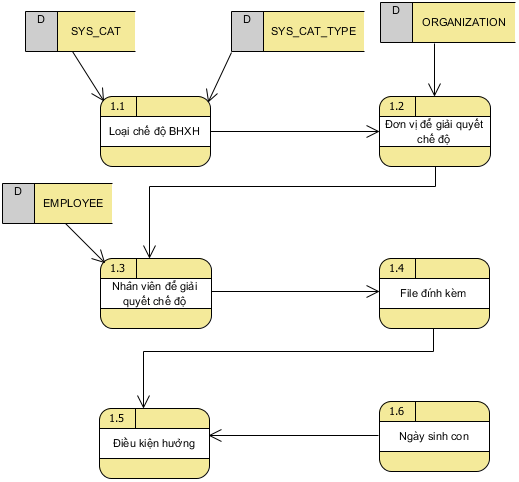 D
SYS_CAT
D
SYS_CAT_TYPE
D
ORGANIZATION
1.1
Loại chế độ BHXH
1.2
Đơn vị để giải quyết
chế độ
D
EMPLOYEE
1.3
Nhân viên để giải
quyết chế độ
1.4
File đính kèm
1.5
Điều kiện hưởng
1.6
Ngày sinh con